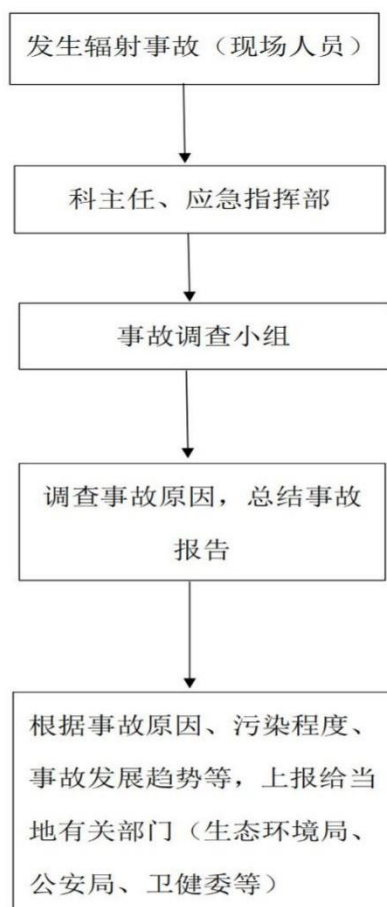 发生辐射事故（现场人员）
科主任、应急指挥部
事故调查小组
调查事故原因，总结事故
报告
根据事故原因、污染程度、
事故发展趋势等，上报给当
地有关部门（生态环境局、
公安局、卫健委等）